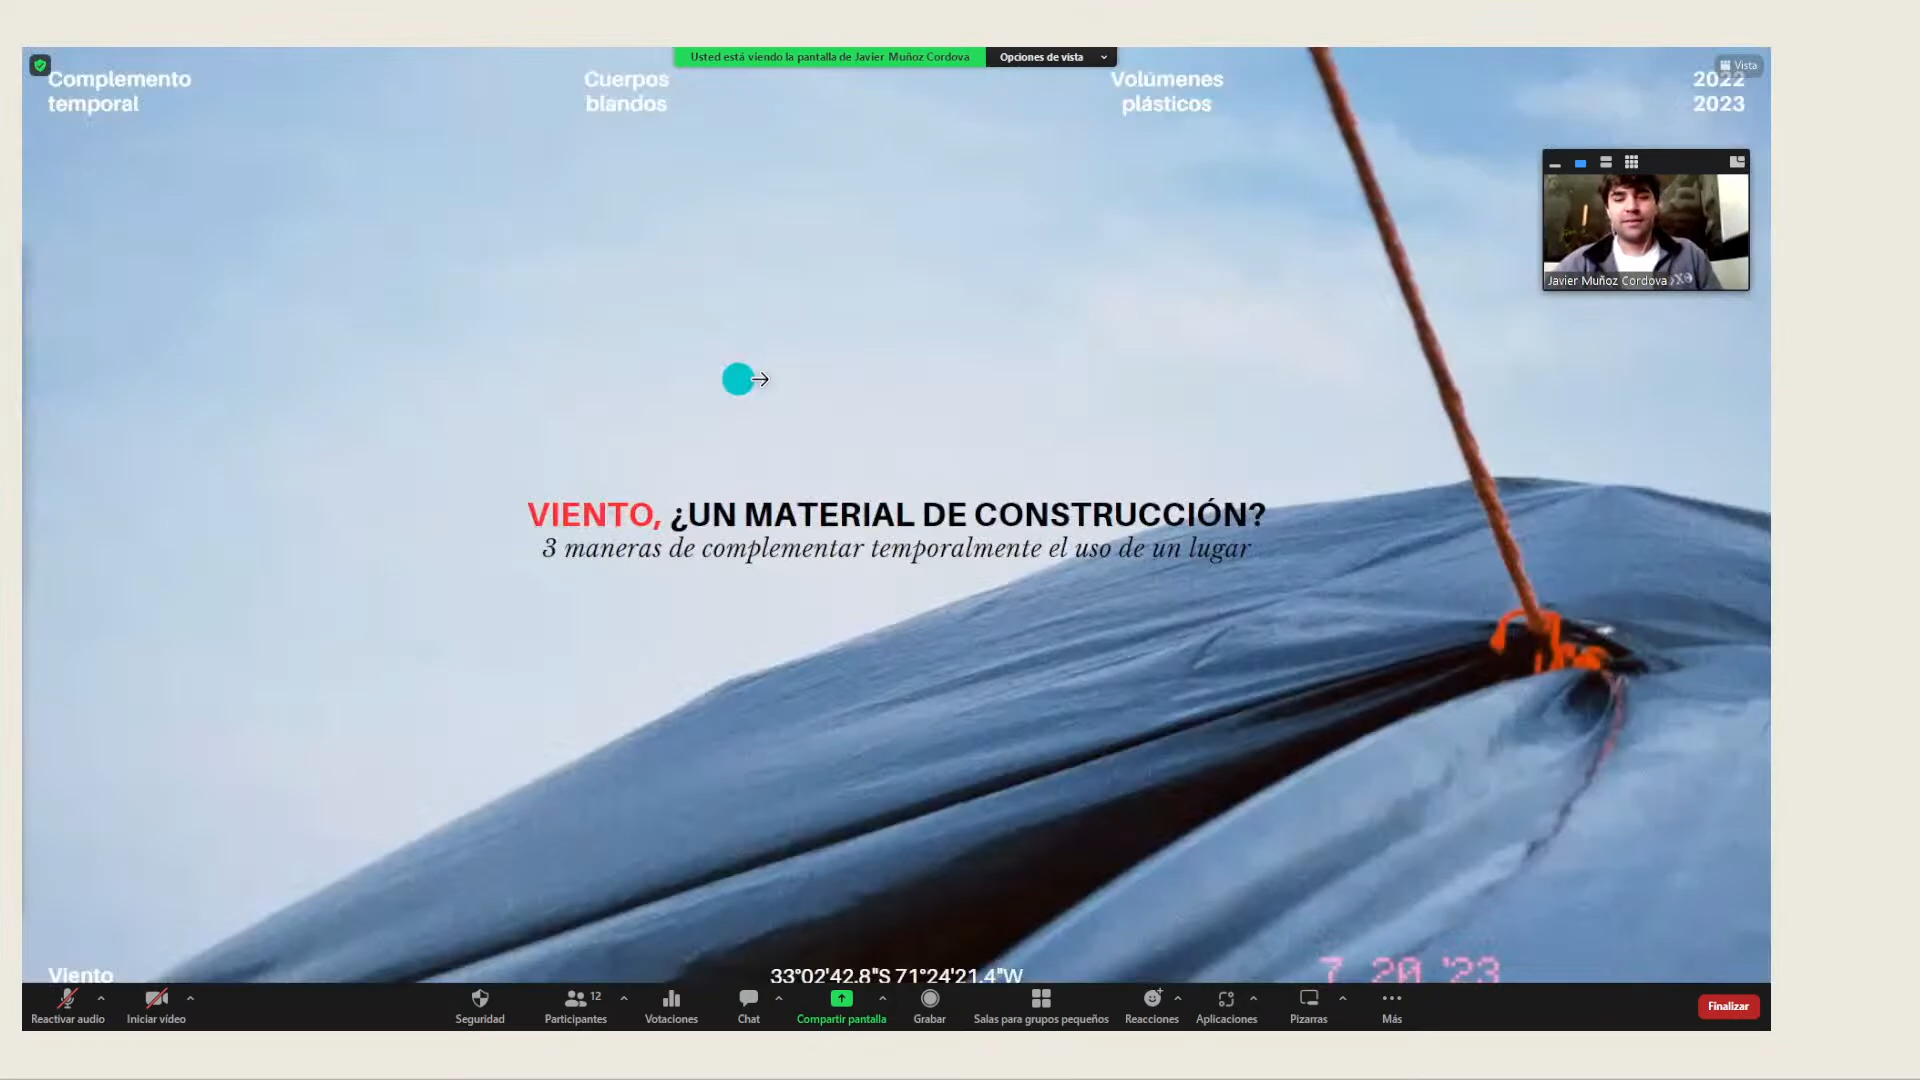 Usted está viendo la pantalla de Javier Muñoz Cordova
Opciones de vista
Vista
Complemento
temporal
Cuerpos
blandos
Volúmenes
plásticos
2022
2023
Javier Muñoz Cordova
VIENTO, ¿UN MATERIAL DE CONSTRUCCIÓN?
3 maneras de complementar temporalmente el uso de un lugar
Viento
33°02'42.8"S 71°24'21.4"W
7 20 '23
Reactivar audio
Iniciar video
Seguridad
Participantes
12
Votaciones
Chat
Compartir pantalla
Grabar
Salas para grupos pequeños
Reacciones
Aplicaciones
Pizarras
Más
Finalizar